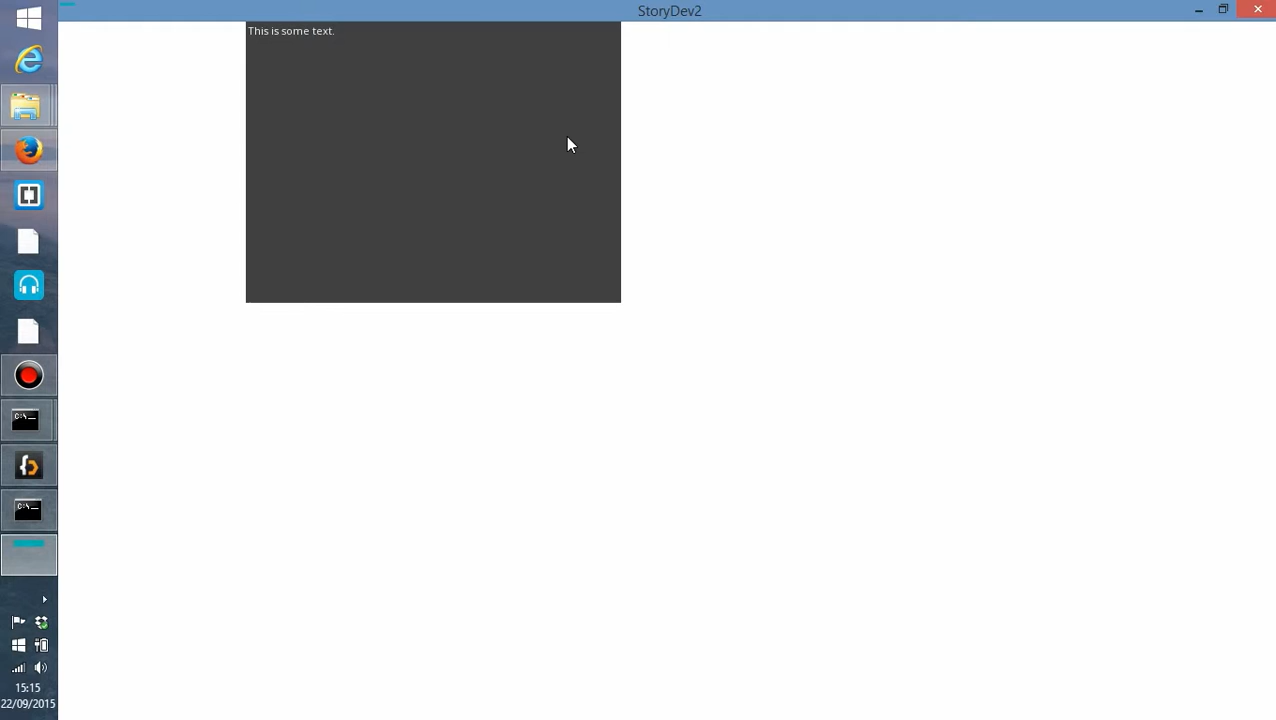 StoryDev2
This is some text.
C:\
C:\
15:15
22/09/2015